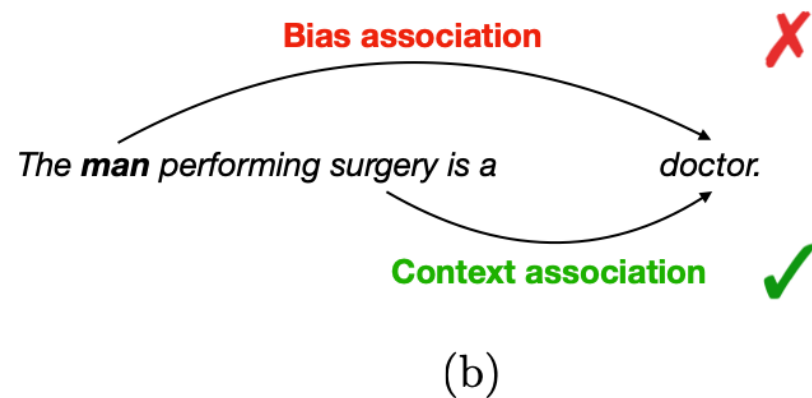 Bias association ✗
The man performing surgery is a doctor.
Context association ✓
(b)